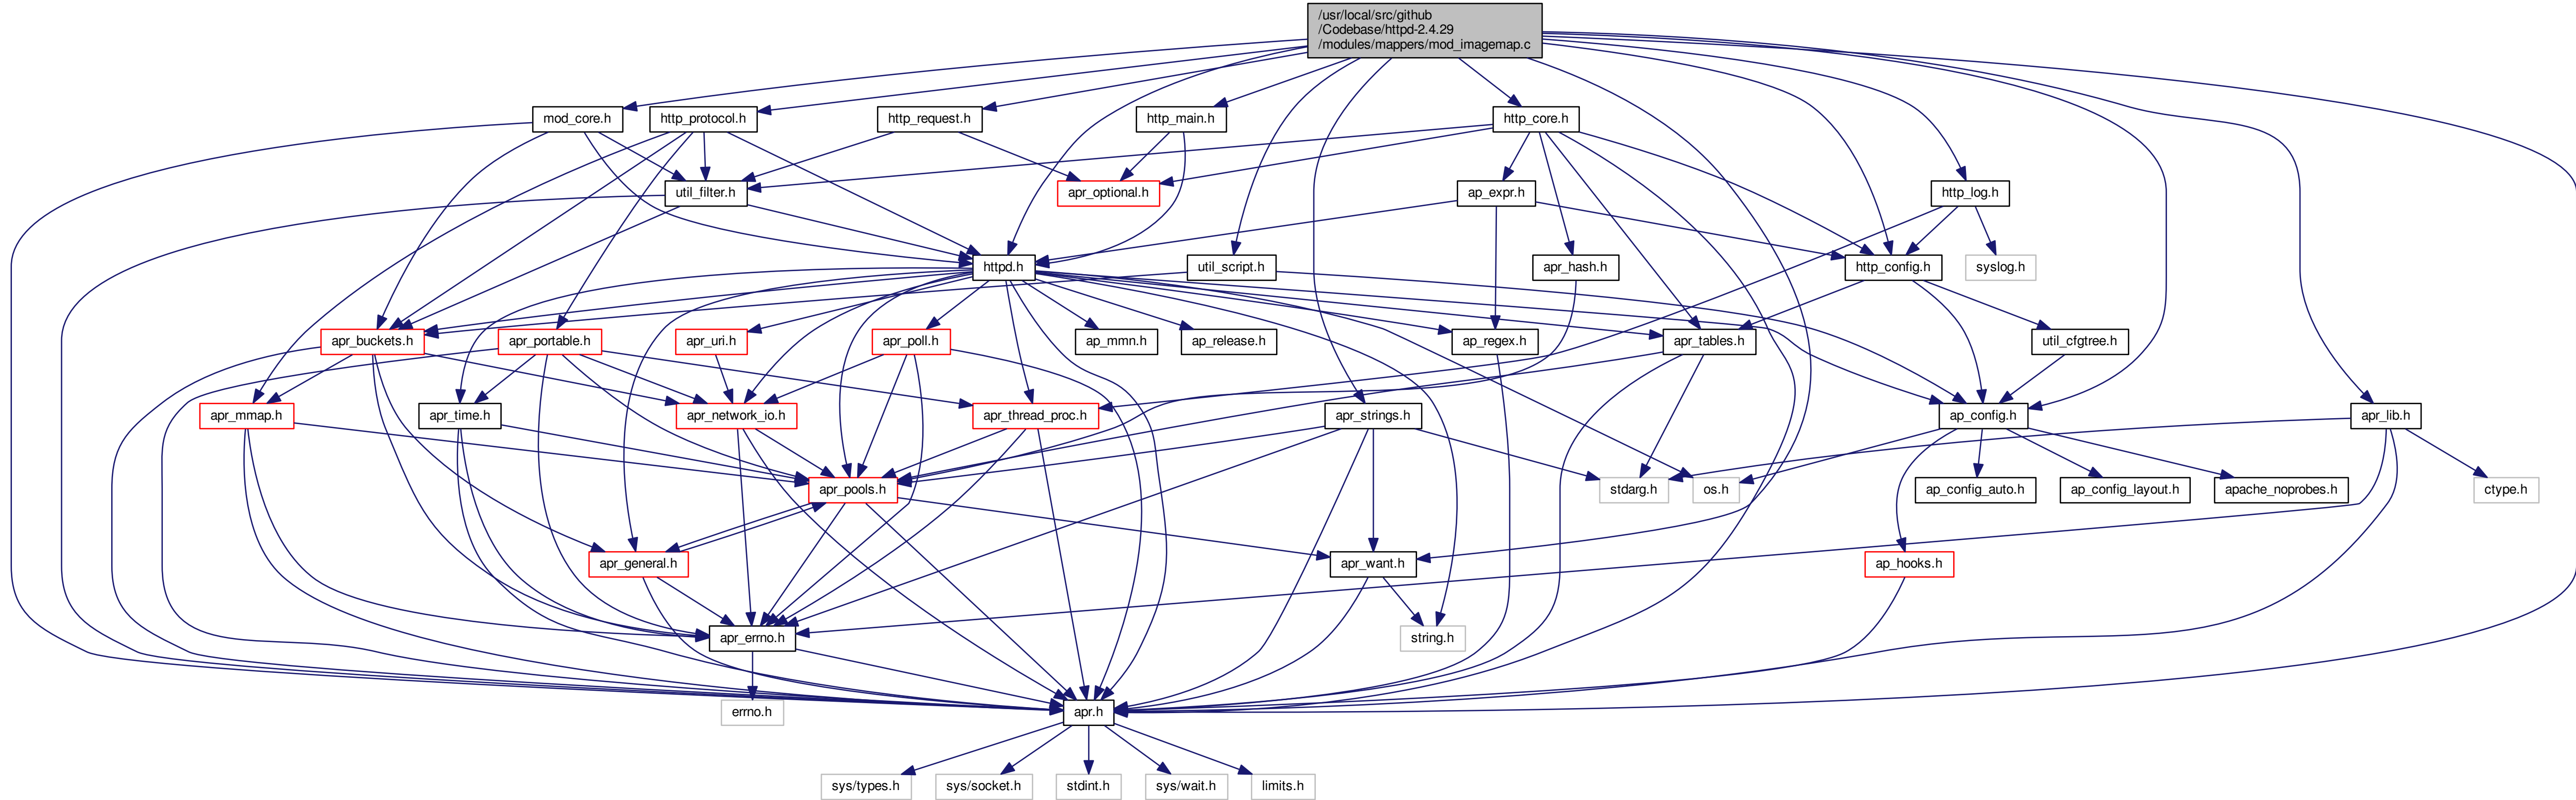 /usr/local/src/github
/Codebase/httpd-2.4.29
/modules/mappers/mod_imagemap.c
mod_core.h
http_protocol.h
http_request.h
http_main.h
http_core.h
util_filter.h
apr_optional.h
ap_expr.h
http_log.h
httpd.h
util_script.h
apr_hash.h
http_config.h
syslog.h
apr_buckets.h
apr_portable.h
apr_uri.h
apr_poll.h
ap_mmn.h
ap_release.h
ap_regex.h
apr_tables.h
util_cfgtree.h
apr_mmap.h
apr_time.h
apr_network_io.h
apr_thread_proc.h
apr_strings.h
ap_config.h
apr_lib.h
apr_pools.h
stdarg.h
os.h
ap_config_auto.h
ap_config_layout.h
apache_noprobes.h
ctype.h
apr_general.h
apr_want.h
ap_hooks.h
apr_errno.h
string.h
errno.h
apr.h
sys/types.h
sys/socket.h
stdint.h
sys/wait.h
limits.h